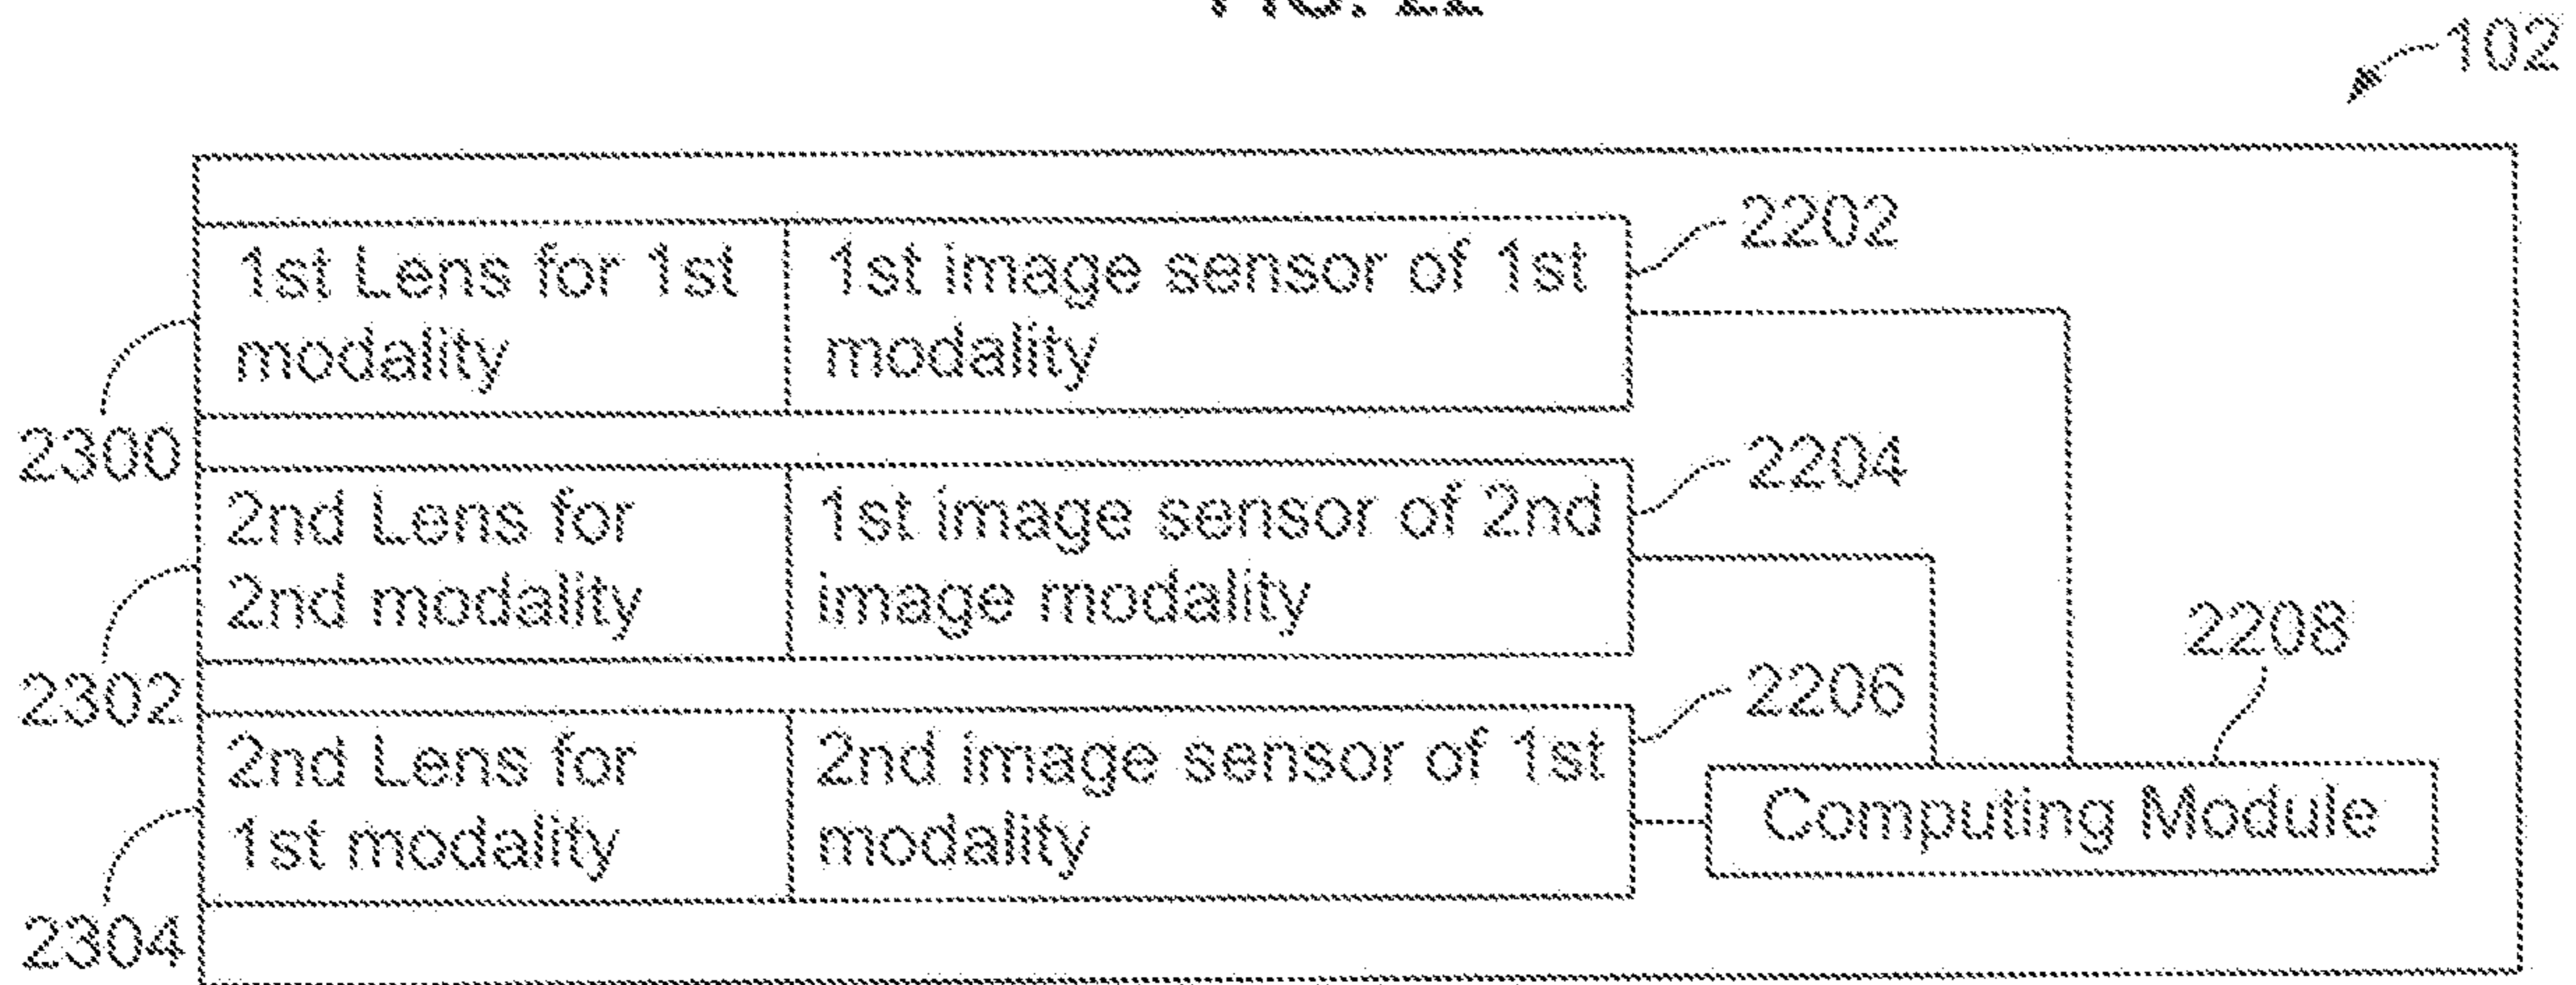 102
1st Lens for 1st
modality
1st image sensor of 1st
modality
2202
2300
2nd Lens for
2nd modality
1st image sensor of 2nd
image modality
2204
2302
2nd Lens for
1st modality
2nd image sensor of 1st
modality
2206
2208
Computing Module
2304